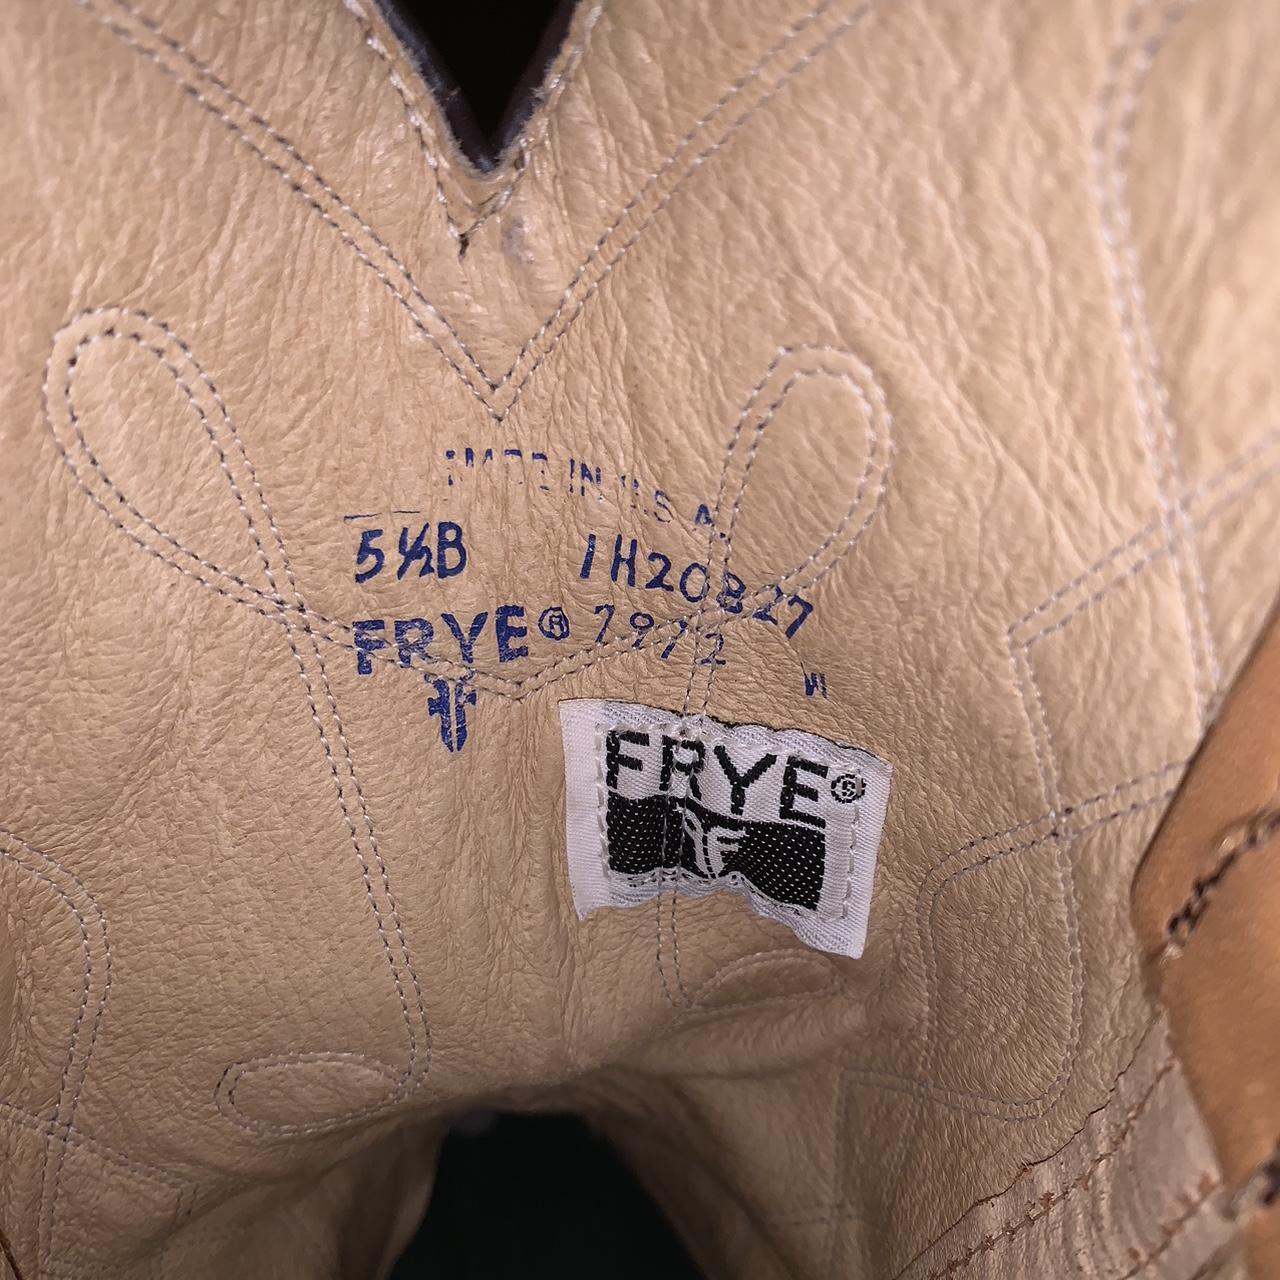 MADE IN U.S.A.
5½B 1H20827
FRYE® 7972
W
FRYE®